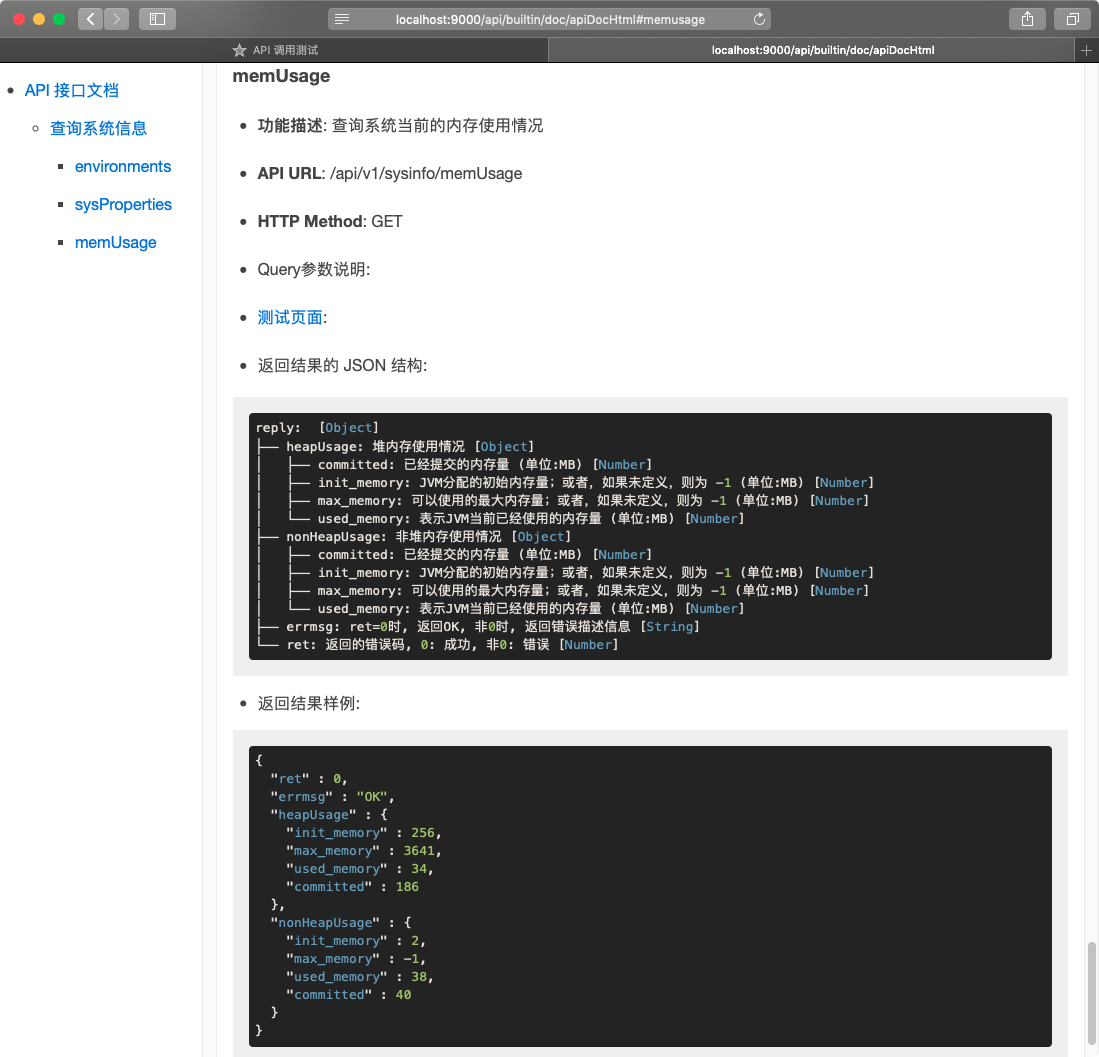 localhost:9000/api/builtin/doc/apiDocHtml#memusage
API 调用测试
localhost:9000/api/builtin/doc/apiDocHtml
API 接口文档
查询系统信息
environments
sysProperties
memUsage
memUsage
功能描述: 查询系统当前的内存使用情况
API URL: /api/v1/sysinfo/memUsage
HTTP Method: GET
Query参数说明:
测试页面:
返回结果的 JSON 结构:
reply:  [Object]
├── heapUsage: 堆内存使用情况 [Object]
│   ├── committed: 已经提交的内存量 (单位:MB) [Number]
│   ├── init_memory: JVM分配的初始内存量；或者，如果未定义，则为 -1 (单位:MB) [Number]
│   ├── max_memory: 可以使用的最大内存量；或者，如果未定义，则为 -1 (单位:MB) [Number]
│   └── used_memory: 表示JVM当前已经使用的内存量 (单位:MB) [Number]
├── nonHeapUsage: 非堆内存使用情况 [Object]
│   ├── committed: 已经提交的内存量 (单位:MB) [Number]
│   ├── init_memory: JVM分配的初始内存量；或者，如果未定义，则为 -1 (单位:MB) [Number]
│   ├── max_memory: 可以使用的最大内存量；或者，如果未定义，则为 -1 (单位:MB) [Number]
│   └── used_memory: 表示JVM当前已经使用的内存量 (单位:MB) [Number]
├── errmsg: ret=0时, 返回OK, 非0时, 返回错误描述信息 [String]
└── ret: 返回的错误码, 0: 成功, 非0: 错误 [Number]
返回结果样例:
{
  "ret" : 0,
  "errmsg" : "OK",
  "heapUsage" : {
    "init_memory" : 256,
    "max_memory" : 3641,
    "used_memory" : 34,
    "committed" : 186
  },
  "nonHeapUsage" : {
    "init_memory" : 2,
    "max_memory" : -1,
    "used_memory" : 38,
    "committed" : 40
  }
}